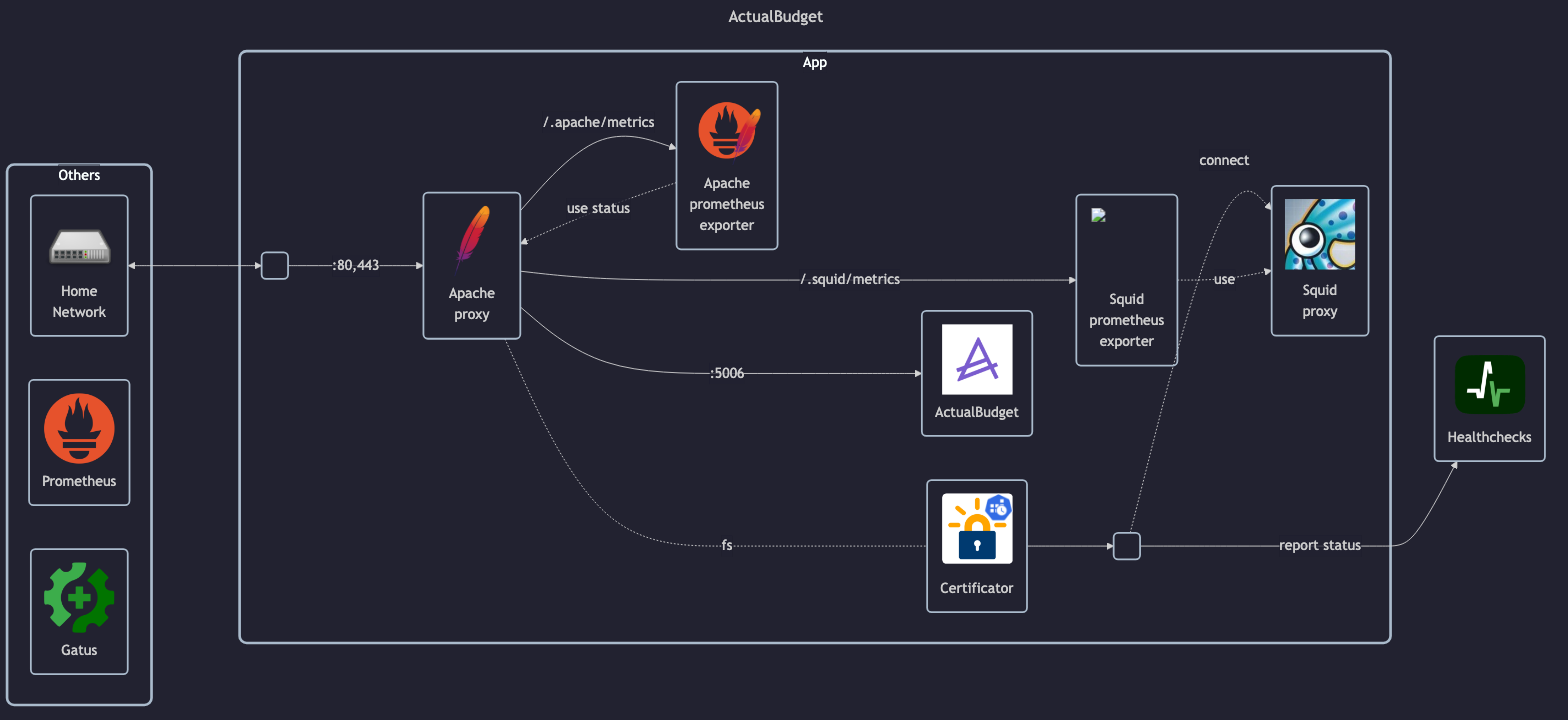 ActualBudget
App
Others
Home
Network
Prometheus
Gatus
:80,443
Apache
proxy
/.apache/metrics
use status
Apache
prometheus
exporter
/.squid/metrics
:5006
fs
ActualBudget
Certificator
Squid
prometheus
exporter
connect
use
Squid
proxy
report status
Healthchecks